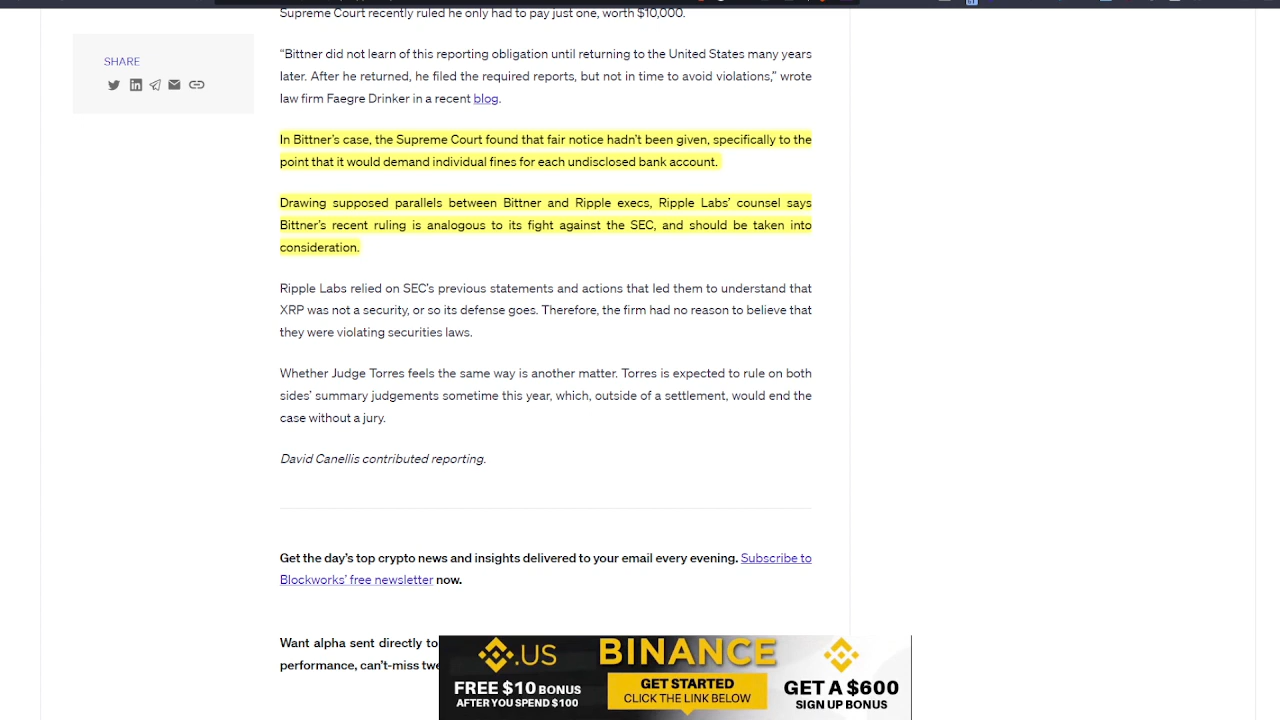 Supreme Court recently ruled he only had to pay just one, worth $10,000.
SHARE
“Bittner did not learn of this reporting obligation until returning to the United States many years
later. After he returned, he filed the required reports, but not in time to avoid violations,” wrote
law firm Faegre Drinker in a recent blog.
In Bittner’s case, the Supreme Court found that fair notice hadn’t been given, specifically to the
point that it would demand individual fines for each undisclosed bank account.
Drawing supposed parallels between Bittner and Ripple execs, Ripple Labs’ counsel says
Bittner’s recent ruling is analogous to its fight against the SEC, and should be taken into
consideration.
Ripple Labs relied on SEC’s previous statements and actions that led them to understand that
XRP was not a security, or so its defense goes. Therefore, the firm had no reason to believe that
they were violating securities laws.
Whether Judge Torres feels the same way is another matter. Torres is expected to rule on both
sides’ summary judgements sometime this year, which, outside of a settlement, would end the
case without a jury.
David Canellis contributed reporting.
Get the day’s top crypto news and insights delivered to your email every evening. Subscribe to
Blockworks’ free newsletter now.
Want alpha sent directly to
performance, can’t-miss twe
.US
FREE $10 BONUS
AFTER YOU SPEND $100
BINANCE
GET STARTED
CLICK THE LINK BELOW
GET A $600
SIGN UP BONUS